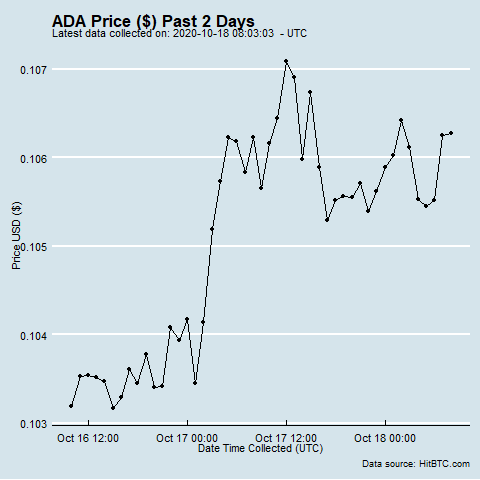 ADA Price ($) Past 2 Days
Latest data collected on: 2020-10-18 08:03:03  - UTC
0.107
0.106
0.105
0.104
0.103
Price USD ($)
Oct 16 12:00 Oct 17 00:00 Oct 17 12:00 Oct 18 00:00
Date Time Collected (UTC)
Data source: HitBTC.com